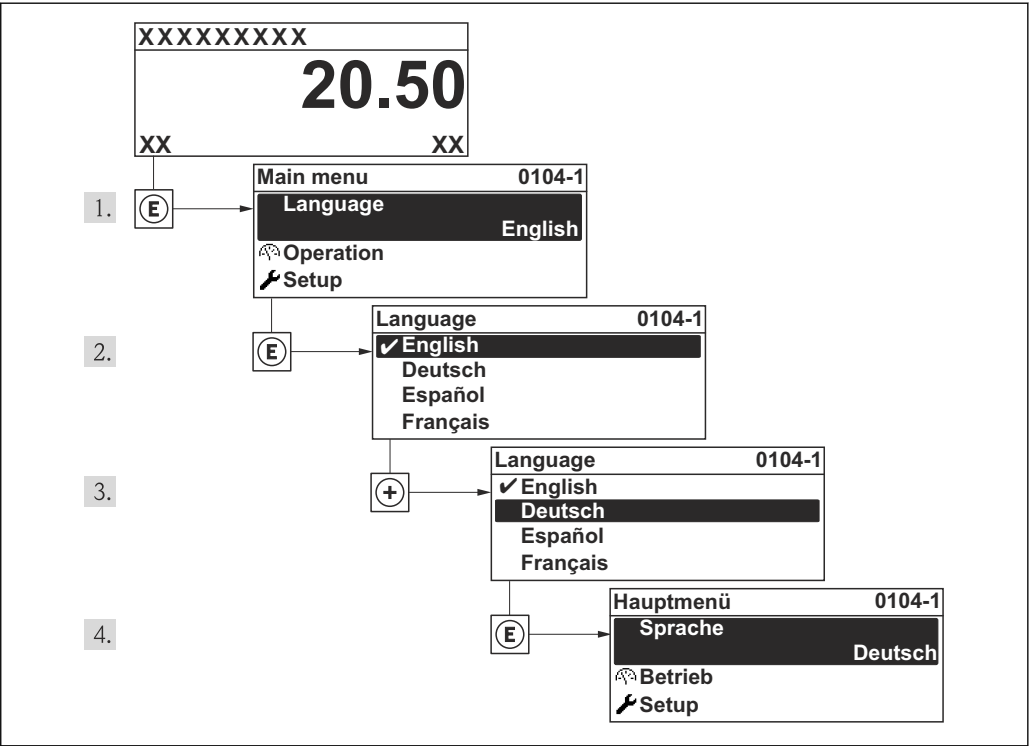 XXXXXXXXX
20.50
XX XX
1. E
Main menu 0104-1
Language
English
Operation
Setup
2. E
Language 0104-1
✔English
Deutsch
Español
Français
3. +
Language 0104-1
✔English
Deutsch
Español
Français
4. E
Hauptmenü 0104-1
Sprache
Deutsch
Betrieb
Setup